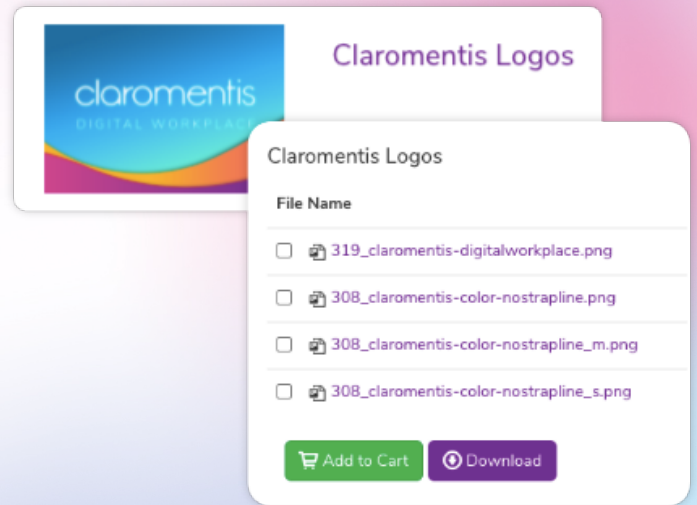 Claromentis Logos
claromentis
DIGITAL WORKPLACE
Claromentis Logos
File Name
319_claromentis-digitalworkplace.png
308_claromentis-color-nostrapline.png
308_claromentis-color-nostrapline_m.png
308_claromentis-color-nostrapline_s.png
Add to Cart
Download